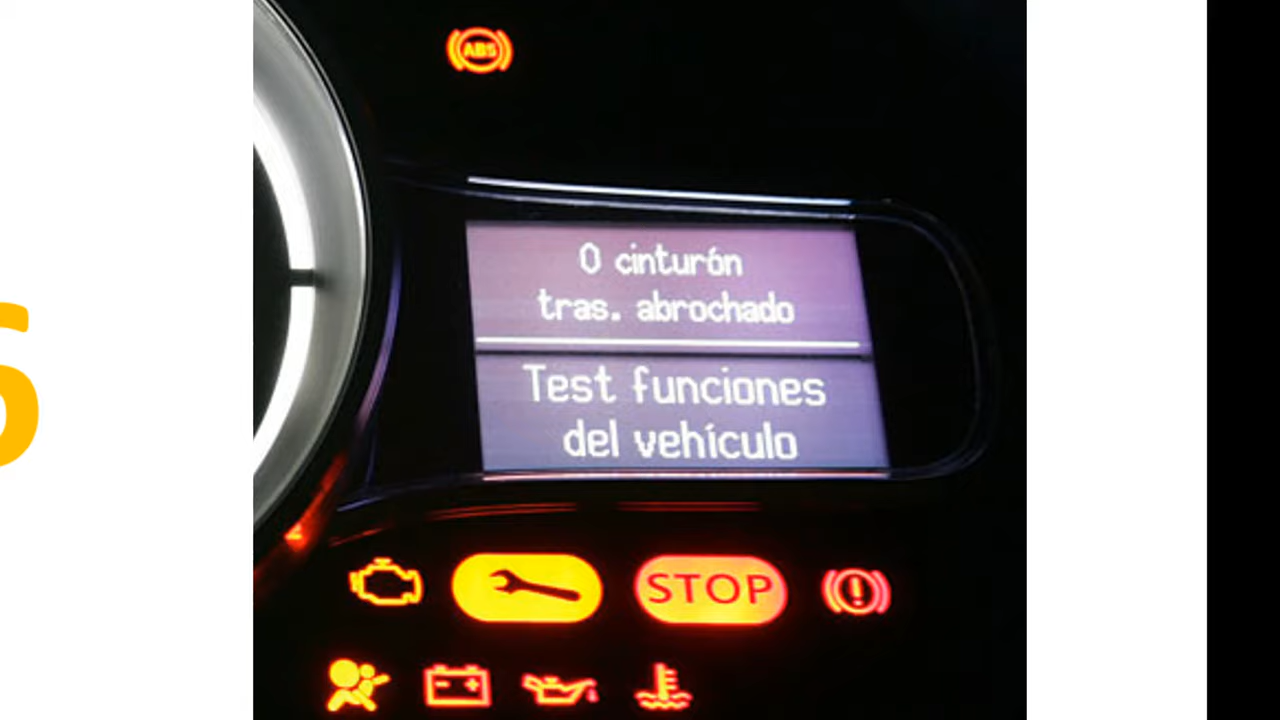 ABS
0 cinturón
tras. abrochado
Test funciones
del vehículo
STOP